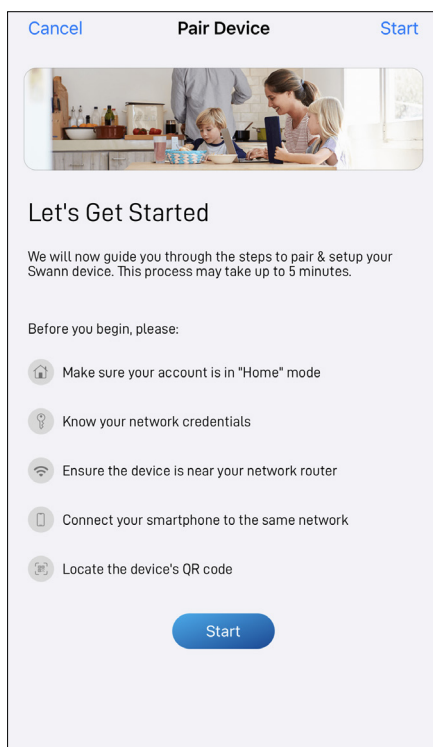 Cancel Pair Device Start
Let's Get Started
We will now guide you through the steps to pair & setup your
Swann device. This process may take up to 5 minutes.
Before you begin, please:
Make sure your account is in "Home" mode
Know your network credentials
Ensure the device is near your network router
Connect your smartphone to the same network
Locate the device's QR code
Start